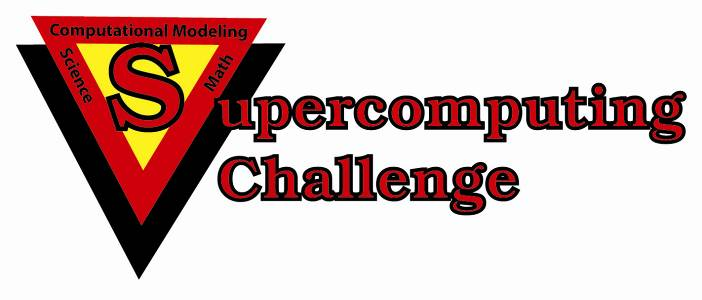 Computational Modeling
Science
Math
Supercomputing
Challenge